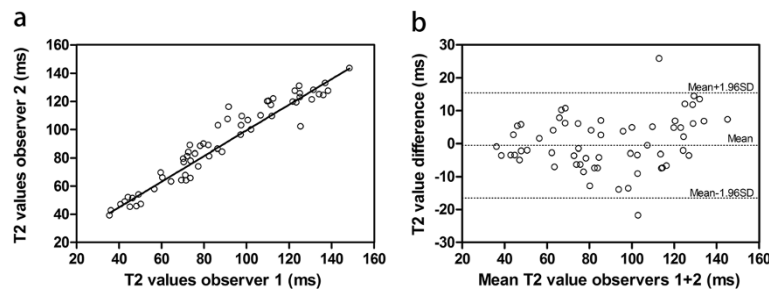 a
T2 values observer 2 (ms)
160
140
120
100
80
60
40
20
20 40 60 80 100 120 140 160
T2 values observer 1 (ms)
b
T2 value difference (ms)
30
20
10
0
-10
-20
-30
Mean+1.96SD
Mean
Mean-1.96SD
20 40 60 80 100 120 140 160
Mean T2 value observers 1+2 (ms)